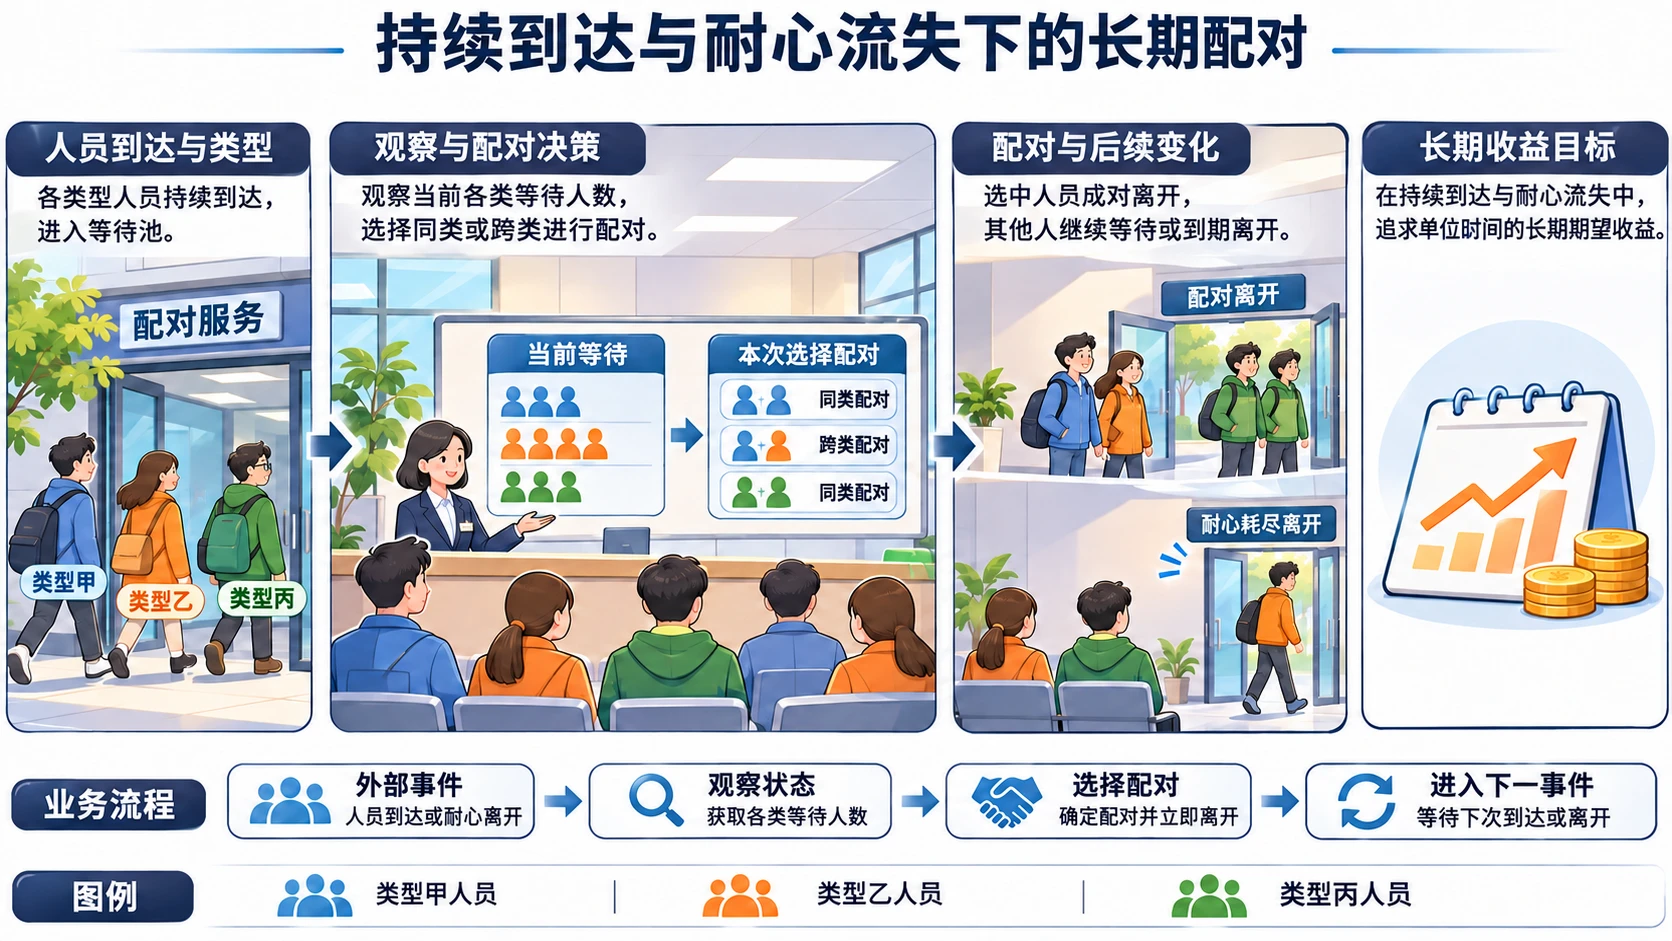 持续到达与耐心流失下的长期配对
人员到达与类型
各类型人员持续到达，
进入等待池。
配对服务
类型甲
类型乙
类型丙
观察与配对决策
观察当前各类等待人数，
选择同类或跨类进行配对。
当前等待
本次选择配对
+ 同类配对
+ 跨类配对
+ 同类配对
配对与后续变化
选中人员成对离开，
其他人继续等待或到期离开。
配对离开
耐心耗尽离开
长期收益目标
在持续到达与耐心流失中，
追求单位时间的长期期望收益。
业务流程
外部事件
人员到达或耐心离开
观察状态
获取各类等待人数
选择配对
确定配对并立即离开
进入下一事件
等待下次到达或离开
图例
类型甲人员
类型乙人员
类型丙人员